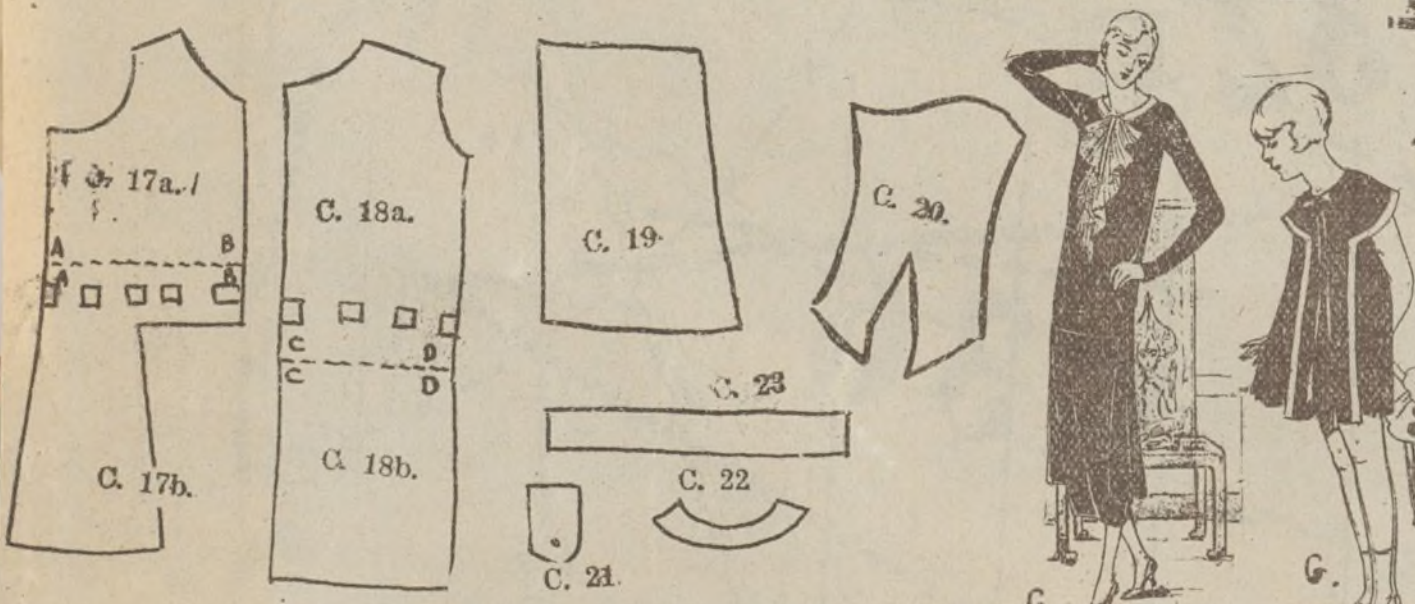 17a.
A B
A B
C. 17b.
C. 18a.
C D
C D
C. 18b.
C. 19.
C. 20.
C. 23
C. 22
C. 21.
G.
G.